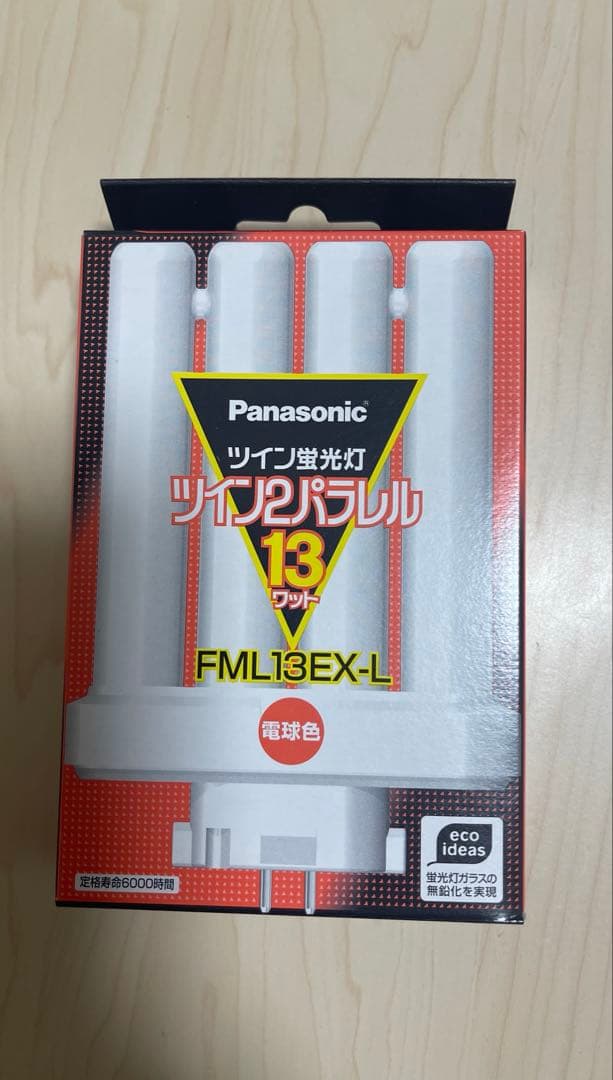 Panasonic®
ツイン蛍光灯
ツイン2パラレル
13
ワット
FML13EX-L
電球色
eco
ideas
蛍光灯ガラスの
無鉛化を実現
定格寿命6000時間